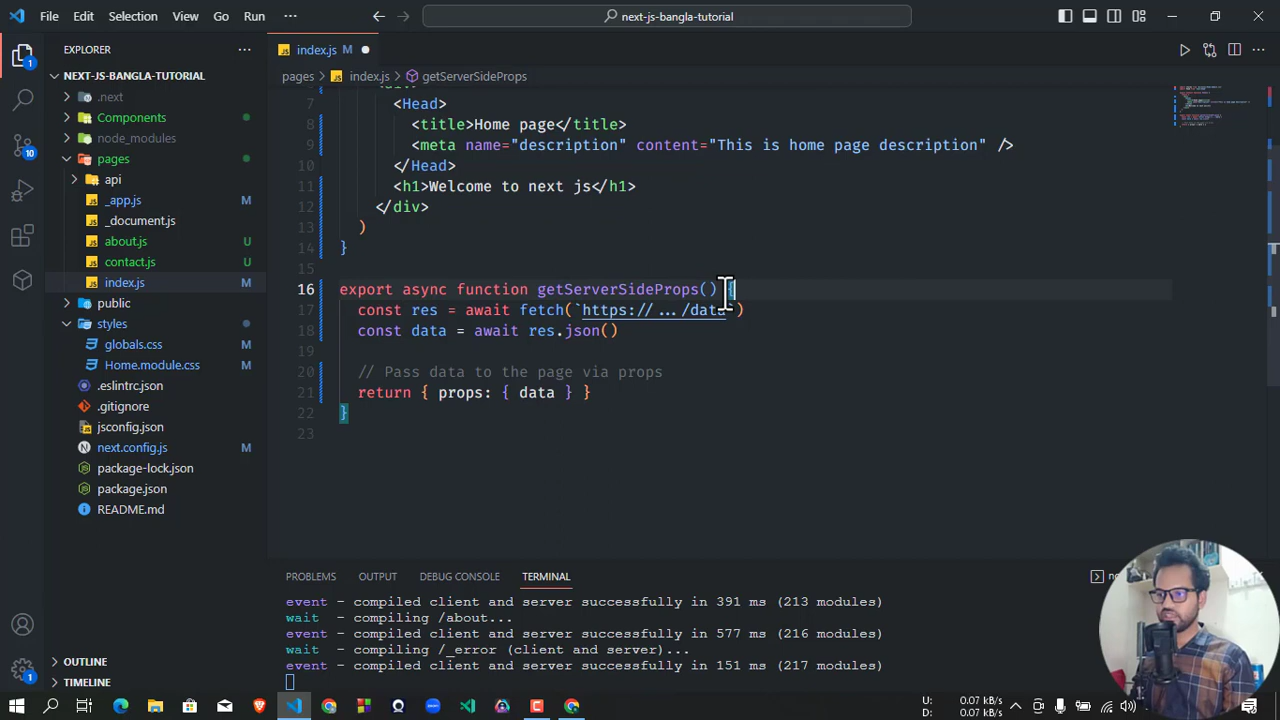 File Edit Selection View Go Run ··· next-js-bangla-tutorial
EXPLORER ···
index.js M
NEXT-JS-BANGLA-TUTORIAL
pages > index.js > getServerSideProps
.next
Components
node_modules
pages
api
_app.js M
_document.js
about.js U
contact.js U
index.js M
public
styles
globals.css M
Home.module.css M
.eslintrc.json
.gitignore
jsconfig.json
next.config.js M
package-lock.json
package.json
README.md
OUTLINE
TIMELINE
1
10
1
7 <Head>
8 <title>Home page</title>
9 <meta name="description" content="This is home page description" />
10 </Head>
11 <h1>Welcome to next js</h1>
12 </div>
13 )
14 }
15
16 export async function getServerSideProps() {
17 const res = await fetch(`https://.../data`)
18 const data = await res.json()
19
20 // Pass data to the page via props
21 return { props: { data } }
22 }
23
PROBLEMS OUTPUT DEBUG CONSOLE TERMINAL
event - compiled client and server successfully in 391 ms (213 modules)
wait - compiling /about...
event - compiled client and server successfully in 577 ms (216 modules)
wait - compiling /_error (client and server)...
event - compiled client and server successfully in 151 ms (217 modules)
U: 0.07 kB/s
D: 0.07 kB/s